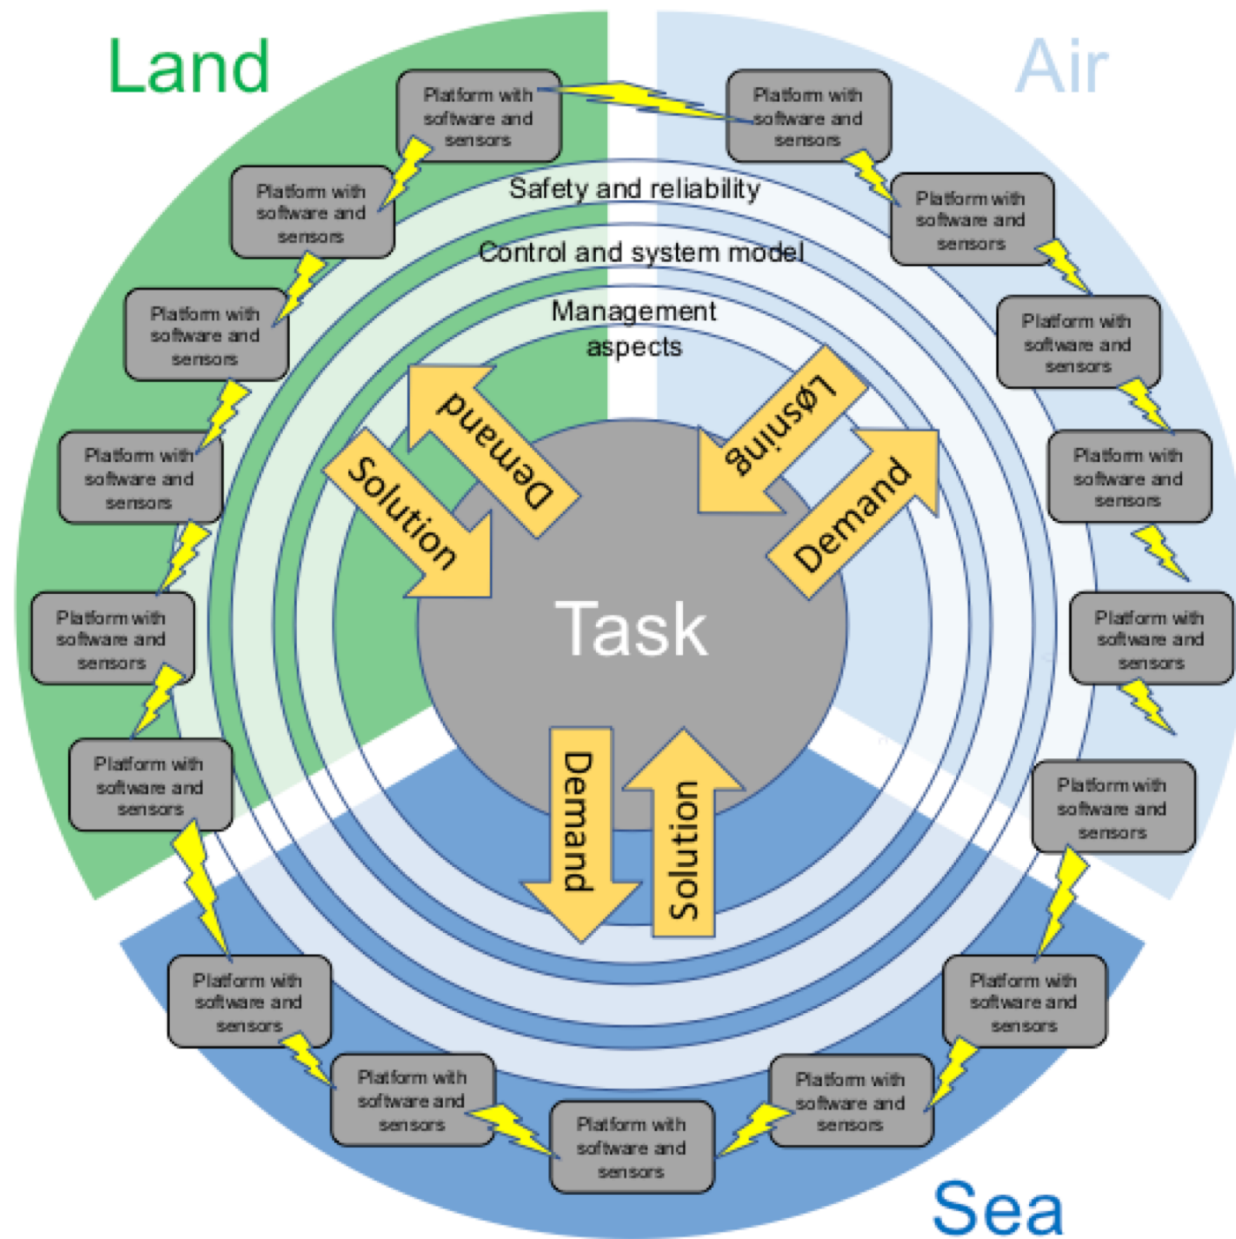 Land
Air
Platform with
software and
sensors
Platform with
software and
sensors
Platform with
software and
sensors
Platform with
software and
sensors
Safety and reliability
Control and system model
Management
aspects
Platform with
software and
sensors
Platform with
software and
sensors
Platform with
software and
sensors
Platform with
software and
sensors
Demand
Solution
Løsning
Demand
Task
Platform with
software and
sensors
Platform with
software and
sensors
Platform with
software and
sensors
Platform with
software and
sensors
Demand
Solution
Platform with
software and
sensors
Platform with
software and
sensors
Platform with
software and
sensors
Platform with
software and
sensors
Platform with
software and
sensors
Sea